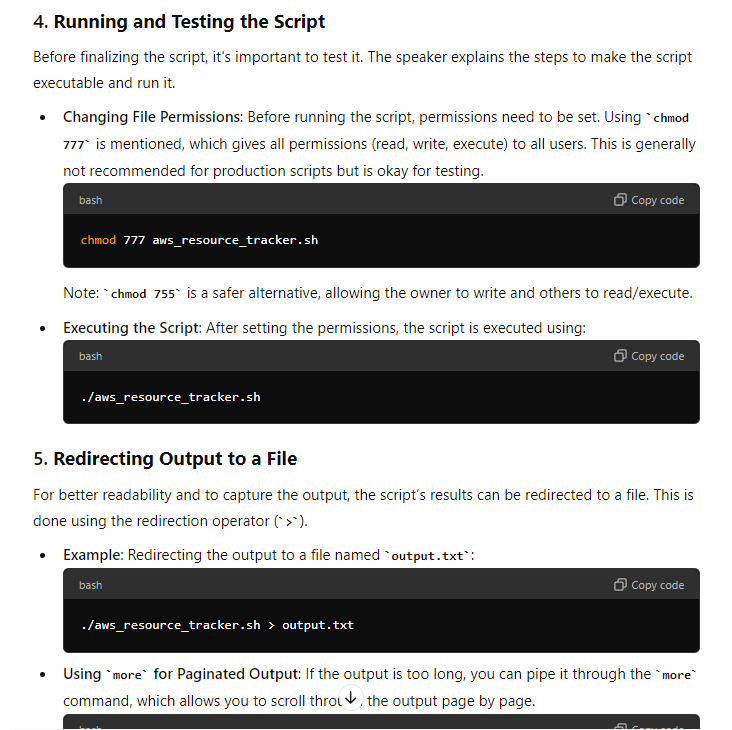 4. Running and Testing the Script
Before finalizing the script, it's important to test it. The speaker explains the steps to make the script
executable and run it.
• Changing File Permissions: Before running the script, permissions need to be set. Using `chmod
777` is mentioned, which gives all permissions (read, write, execute) to all users. This is generally
not recommended for production scripts but is okay for testing.
bash Copy code
chmod 777 aws_resource_tracker.sh
Note: `chmod 755` is a safer alternative, allowing the owner to write and others to read/execute.
• Executing the Script: After setting the permissions, the script is executed using:
bash Copy code
./aws_resource_tracker.sh
5. Redirecting Output to a File
For better readability and to capture the output, the script's results can be redirected to a file. This is
done using the redirection operator (`>`).
• Example: Redirecting the output to a file named `output.txt`:
bash Copy code
./aws_resource_tracker.sh > output.txt
• Using `more` for Paginated Output: If the output is too long, you can pipe it through the `more`
command, which allows you to scroll the output page by page.